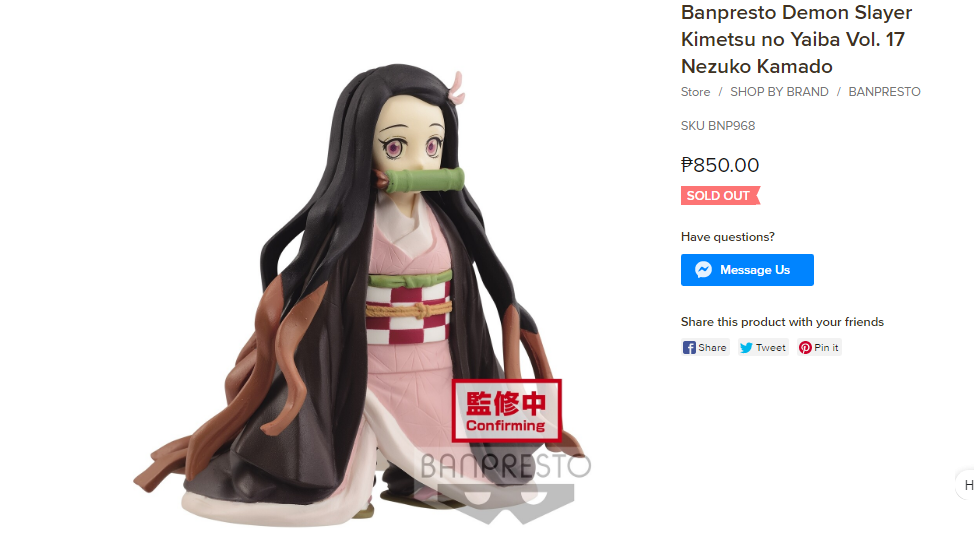 Banpresto Demon Slayer
Kimetsu no Yaiba Vol. 17
Nezuko Kamado
Store / SHOP BY BRAND / BANPRESTO
SKU BNP968
₱850.00
SOLD OUT
Have questions?
Message Us
Share this product with your friends
Share Tweet Pin it
監修中
Confirming
BANPRESTO
H